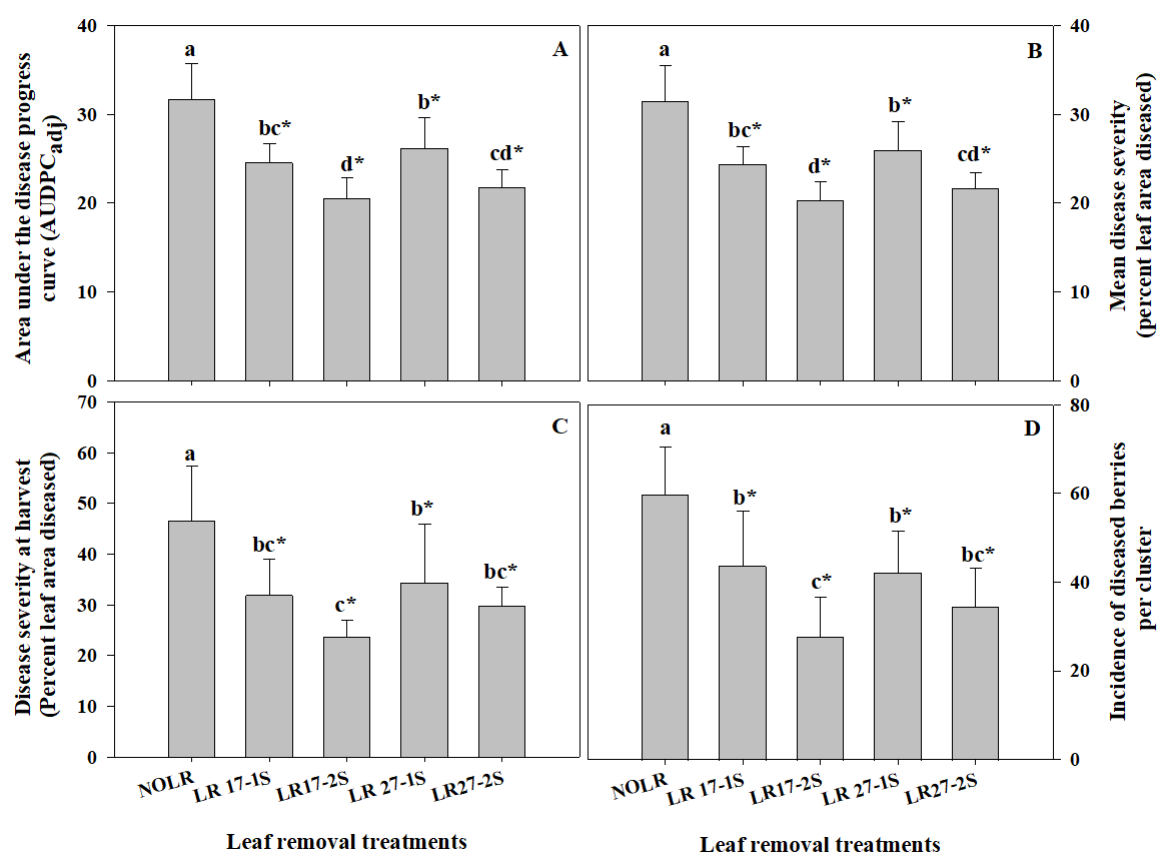 Area under the disease progress
curve (AUDPCadj)
40
30
20
10
0
A
a
bc*
d*
b*
cd*
B
a
bc*
d*
b*
cd*
40
30
20
10
0
Mean disease severity
(percent leaf area diseased)
Disease severity at harvest
(Percent leaf area diseased)
70
60
50
40
30
20
10
0
C
a
bc*
c*
b*
bc*
NOLR
LR 17-1S
LR17-2S
LR 27-1S
LR27-2S
Leaf removal treatments
D
a
b*
c*
b*
bc*
80
60
40
20
0
Incidence of diseased berries
per cluster
NOLR
LR 17-1S
LR17-2S
LR 27-1S
LR27-2S
Leaf removal treatments